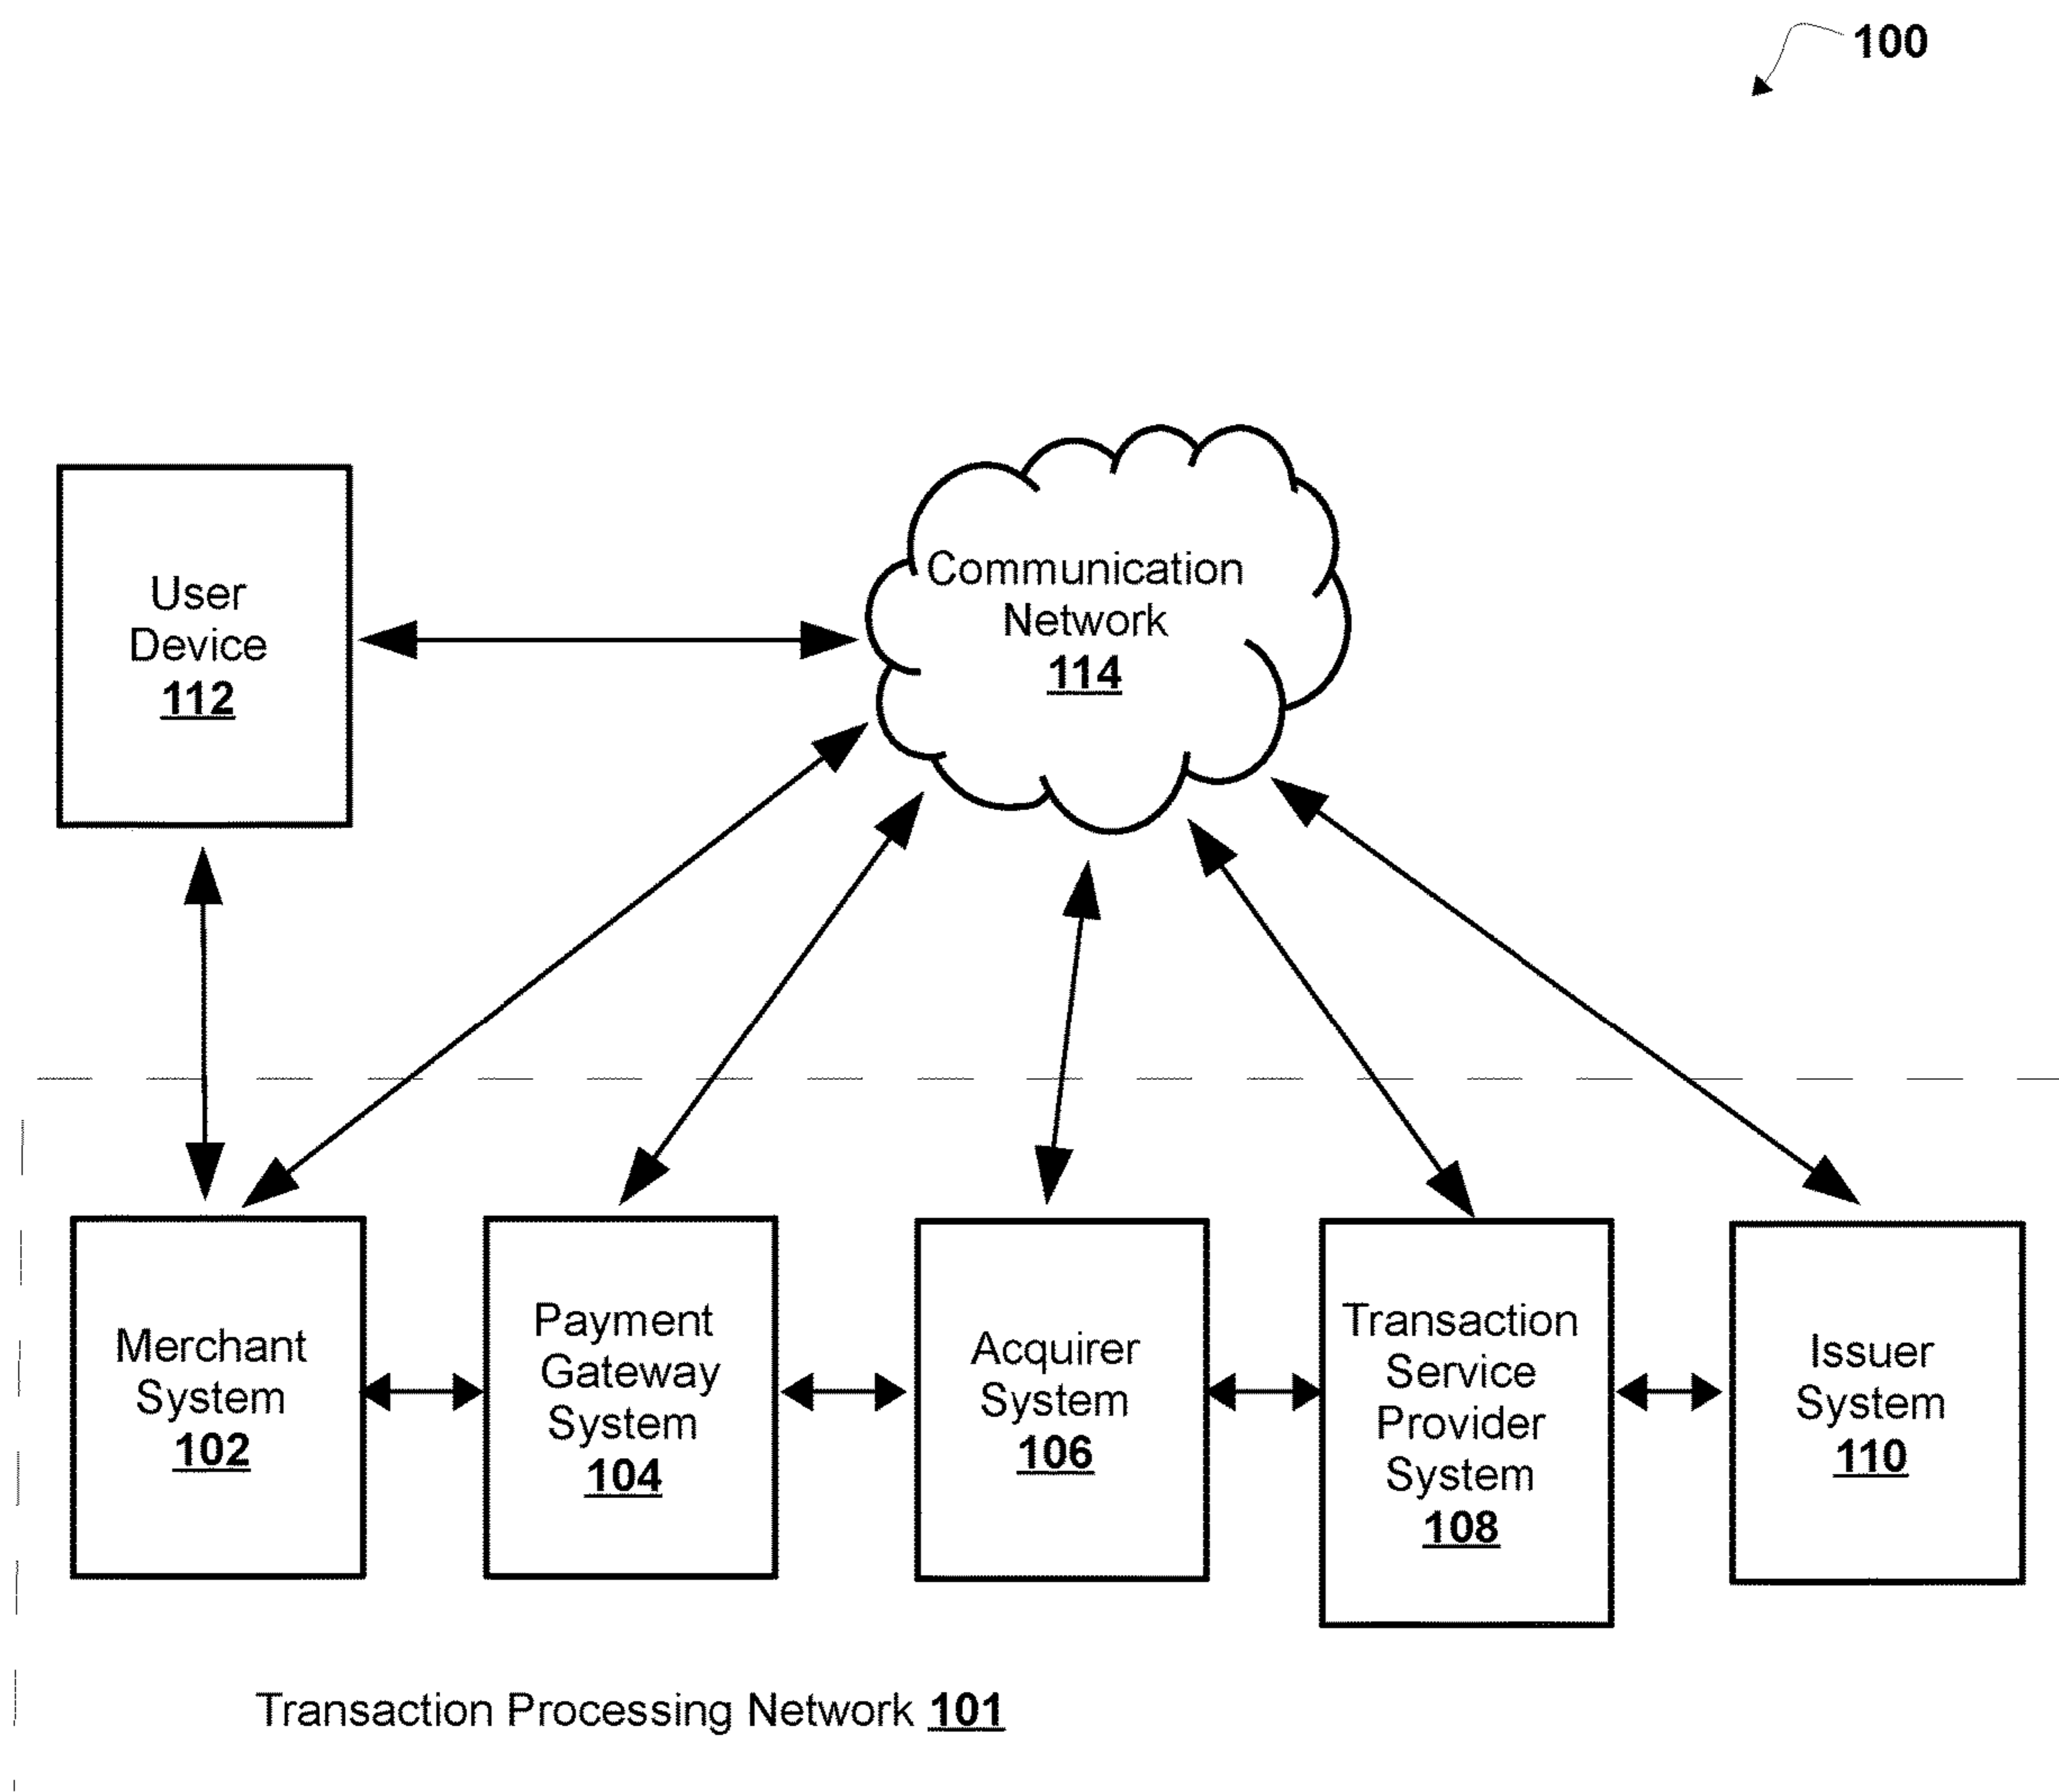 100
User
Device
112
Communication
Network
114
Merchant
System
102
Payment
Gateway
System
104
Acquirer
System
106
Transaction
Service
Provider
System
108
Issuer
System
110
Transaction Processing Network 101